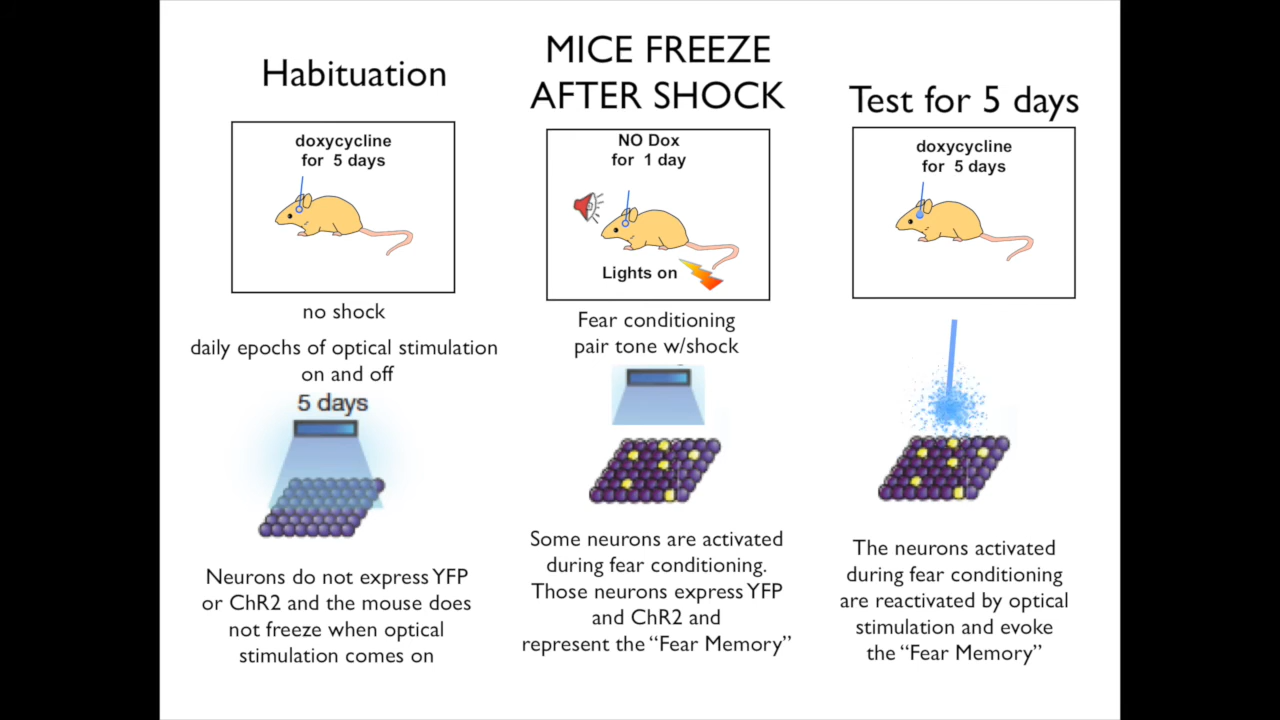 Habituation
doxycycline
for 5 days
no shock
daily epochs of optical stimulation
on and off
5 days
Neurons do not express YFP
or ChR2 and the mouse does
not freeze when optical
stimulation comes on
MICE FREEZE
AFTER SHOCK
NO Dox
for 1 day
Lights on
Fear conditioning
pair tone w/shock
Some neurons are activated
during fear conditioning.
Those neurons express YFP
and ChR2 and
represent the “Fear Memory”
Test for 5 days
doxycycline
for 5 days
The neurons activated
during fear conditioning
are reactivated by optical
stimulation and evoke
the “Fear Memory”